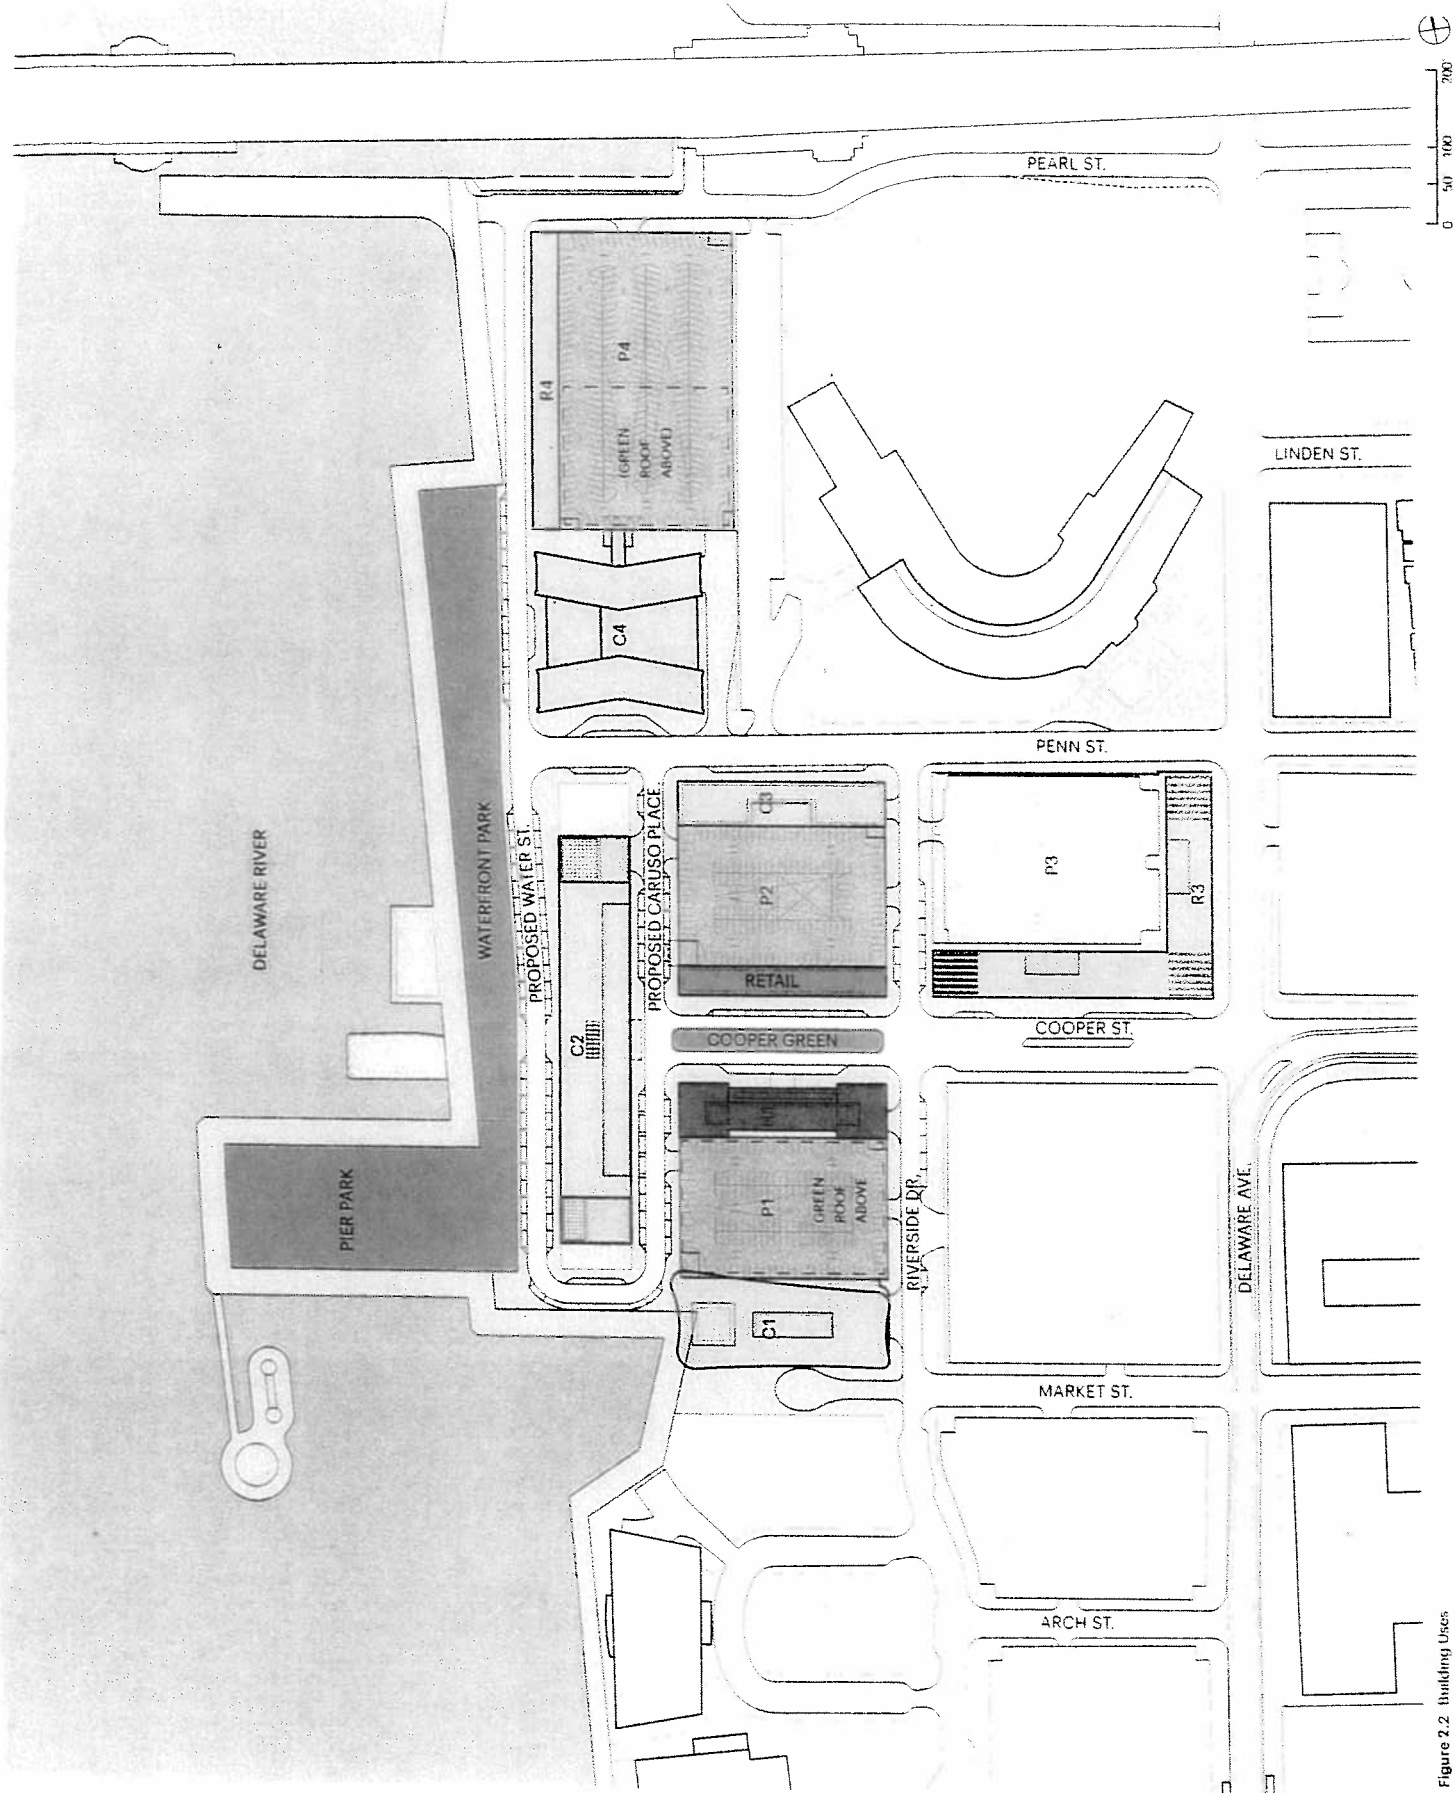 PEARL ST.
200'
100
50
0
R4
P4
(GREEN
ROOF
ABOVE)
LINDEN ST.
C4
PENN ST.
DELAWARE RIVER
WATERFRONT PARK
PROPOSED WATER ST.
PROPOSED CARUSO PLACE
C3
P2
RETAIL
P3
R3
C2
COOPER GREEN
COOPER ST.
PIER PARK
P1
GREEN
ROOF
ABOVE
RIVERSIDE DR.
DELAWARE AVE.
C1
MARKET ST.
ARCH ST.
Figure 2.2 Building Uses